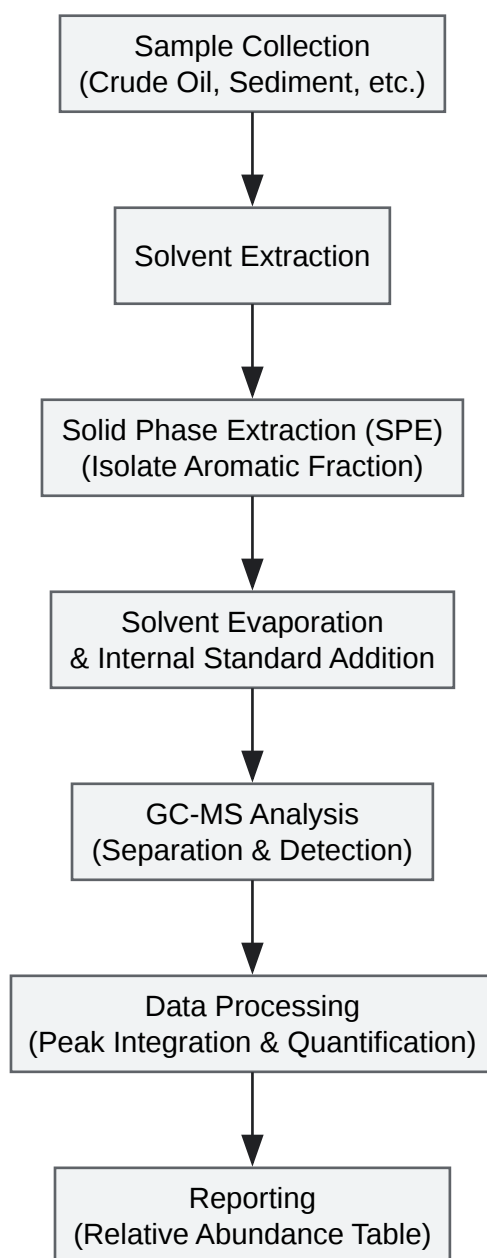 Sample Collection
(Crude Oil, Sediment, etc.)
Solvent Extraction
Solid Phase Extraction (SPE)
(Isolate Aromatic Fraction)
Solvent Evaporation
& Internal Standard Addition
GC-MS Analysis
(Separation & Detection)
Data Processing
(Peak Integration & Quantification)
Reporting
(Relative Abundance Table)